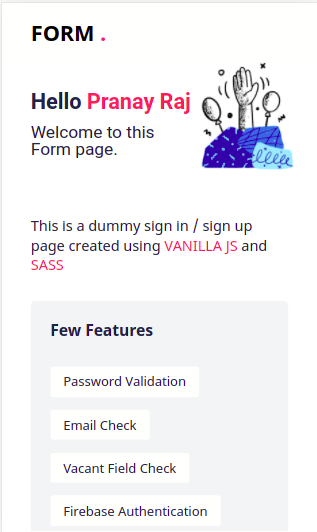 FORM .
Hello Pranay Raj
Welcome to this
Form page.
This is a dummy sign in / sign up
page created using VANILLA JS and
SASS
Few Features
Password Validation
Email Check
Vacant Field Check
Firebase Authentication